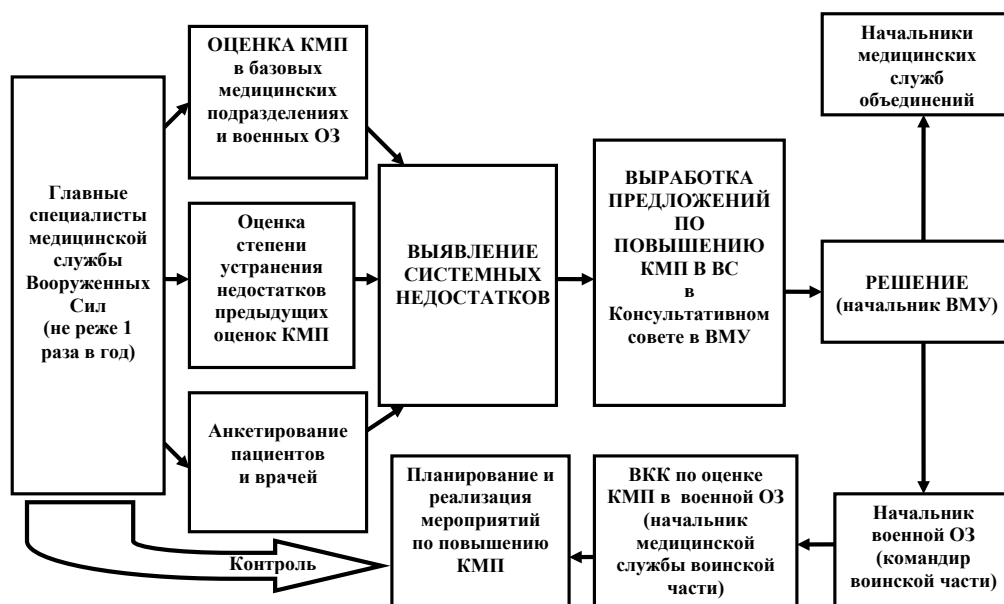 Главные
специалисты
медицинской
службы
Вооруженных
Сил
(не реже 1
раза в год)
ОЦЕНКА КМП
в базовых
медицинских
подразделениях
и военных ОЗ
Оценка
степени
устранения
недостатков
предыдущих
оценок КМП
Анкетирование
пациентов
и врачей
ВЫЯВЛЕНИЕ
СИСТЕМНЫХ
НЕДОСТАТКОВ
ВЫРАБОТКА
ПРЕДЛОЖЕНИЙ
ПО
ПОВЫШЕНИЮ
КМП В ВС
в
Консультативном
совете в ВМУ
РЕШЕНИЕ
(начальник ВМУ)
Начальники
медицинских
служб
объединений
Начальник
военной ОЗ
(командир
воинской части)
ВКК по оценке
КМП в военной ОЗ
(начальник
медицинской
службы воинской
части)
Планирование и
реализация
мероприятий
по повышению
КМП
Контроль